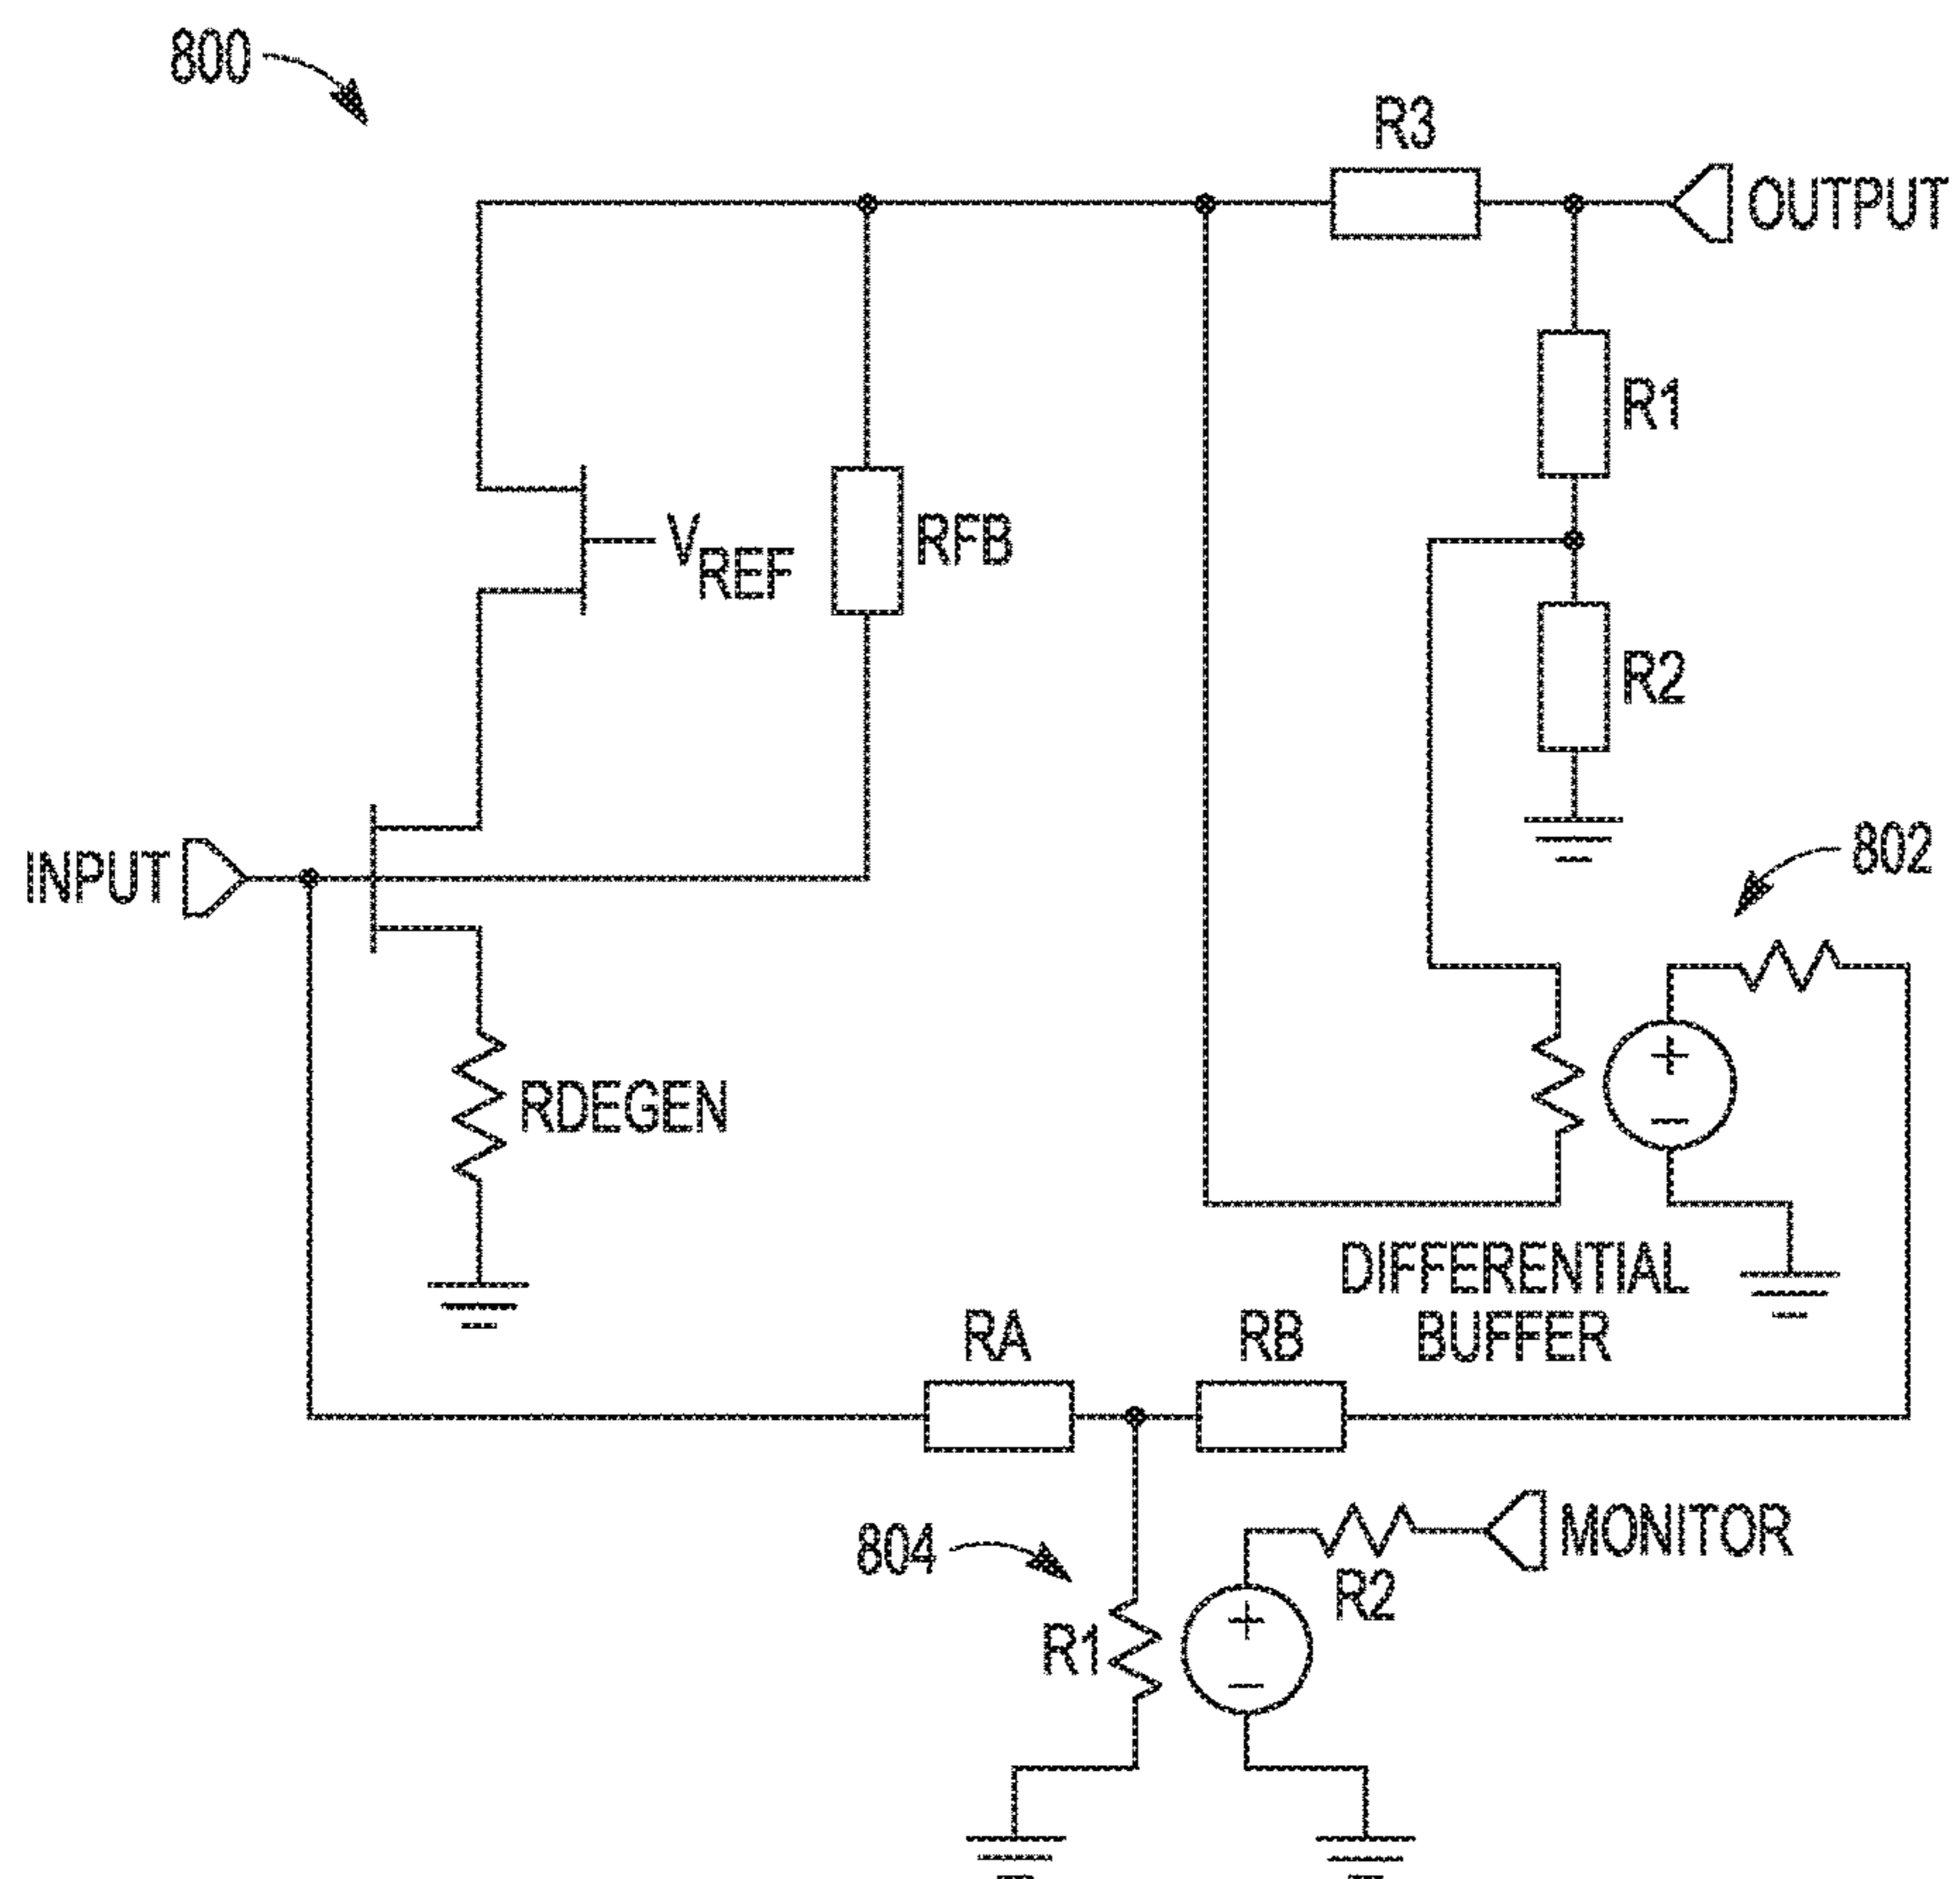 800
R3
OUTPUT
R1
VREF
RFB
R2
INPUT
802
RDEGEN
+
−
DIFFERENTIAL
BUFFER
RA
RB
804
MONITOR
R2
R1
+
−